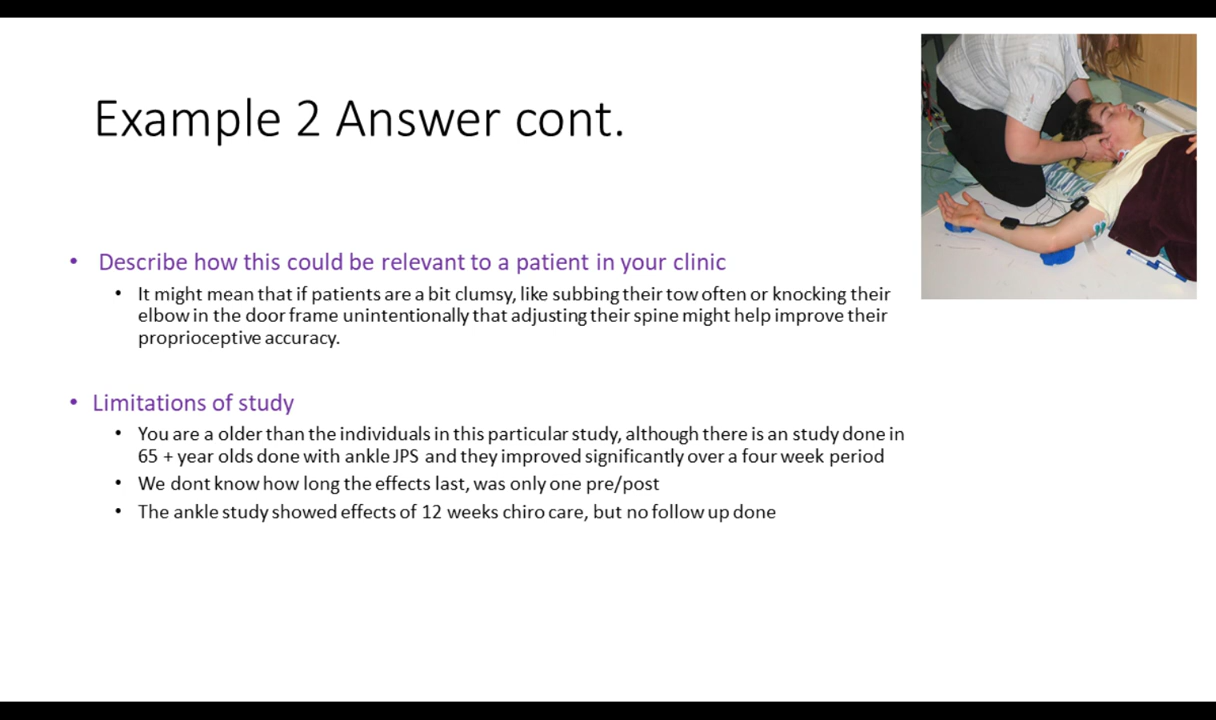 Example 2 Answer cont.
• Describe how this could be relevant to a patient in your clinic
• It might mean that if patients are a bit clumsy, like subbing their tow often or knocking their
elbow in the door frame unintentionally that adjusting their spine might help improve their
proprioceptive accuracy.
• Limitations of study
• You are a older than the individuals in this particular study, although there is an study done in
65 + year olds done with ankle JPS and they improved significantly over a four week period
• We dont know how long the effects last, was only one pre/post
• The ankle study showed effects of 12 weeks chiro care, but no follow up done